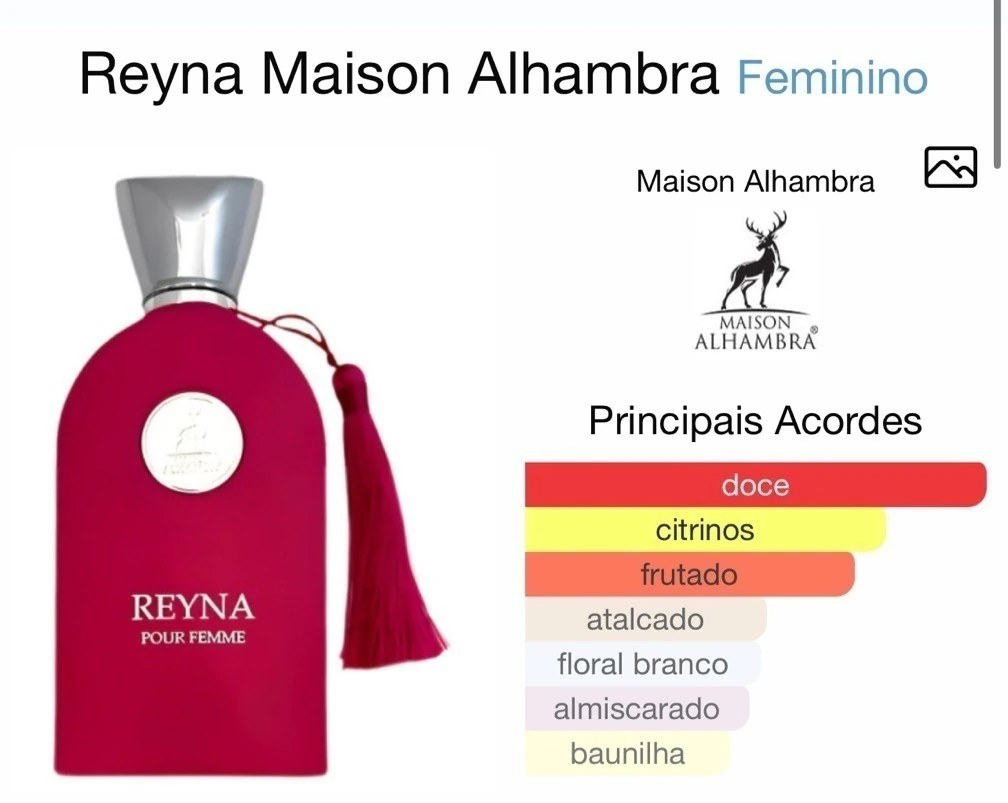 Reyna Maison Alhambra Feminino
Maison Alhambra
MAISON
ALHAMBRA®
Principais Acordes
doce
citrinos
frutado
atalcado
floral branco
almiscarado
baunilha
REYNA
POUR FEMME